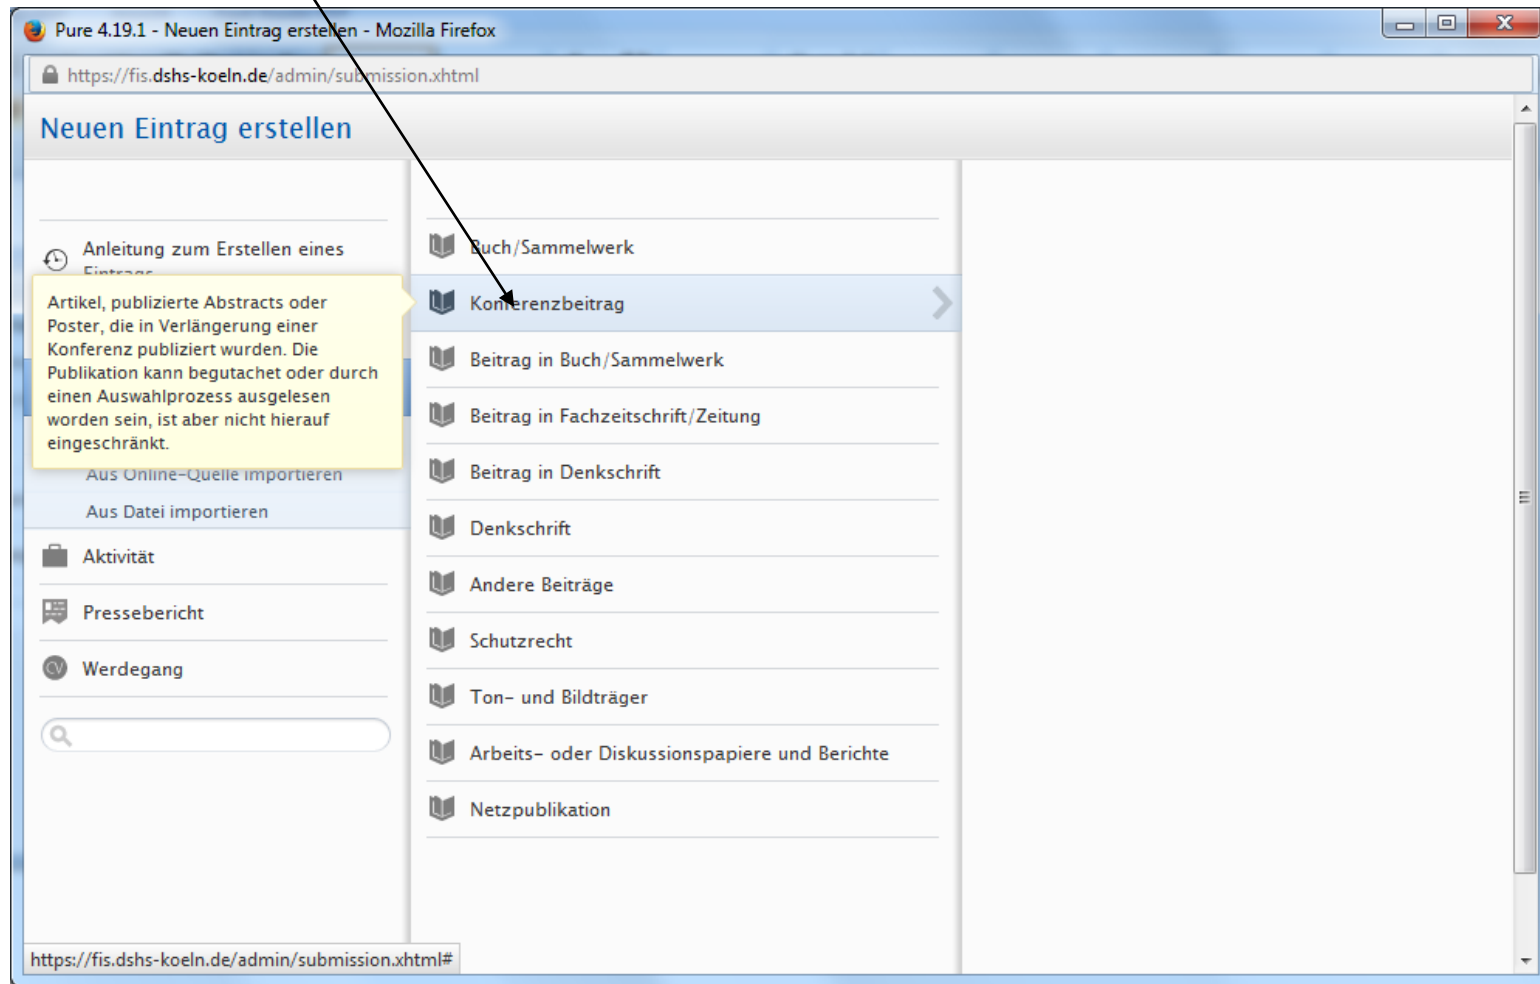 Pure 4.19.1 - Neuen Eintrag erstellen - Mozilla Firefox
https://fis.dshs-koeln.de/admin/submission.xhtml
Neuen Eintrag erstellen
Anleitung zum Erstellen eines
Eintrags
Artikel, publizierte Abstracts oder
Poster, die in Verlängerung einer
Konferenz publiziert wurden. Die
Publikation kann begutachet oder durch
einen Auswahlprozess ausgelesen
worden sein, ist aber nicht hierauf
eingeschränkt.
Aus Online-Quelle importieren
Aus Datei importieren
Aktivität
Pressebericht
CV
Werdegang
Buch/Sammelwerk
Konferenzbeitrag
Beitrag in Buch/Sammelwerk
Beitrag in Fachzeitschrift/Zeitung
Beitrag in Denkschrift
Denkschrift
Andere Beiträge
Schutzrecht
Ton- und Bildträger
Arbeits- oder Diskussionspapiere und Berichte
Netzpublikation
https://fis.dshs-koeln.de/admin/submission.xhtml#